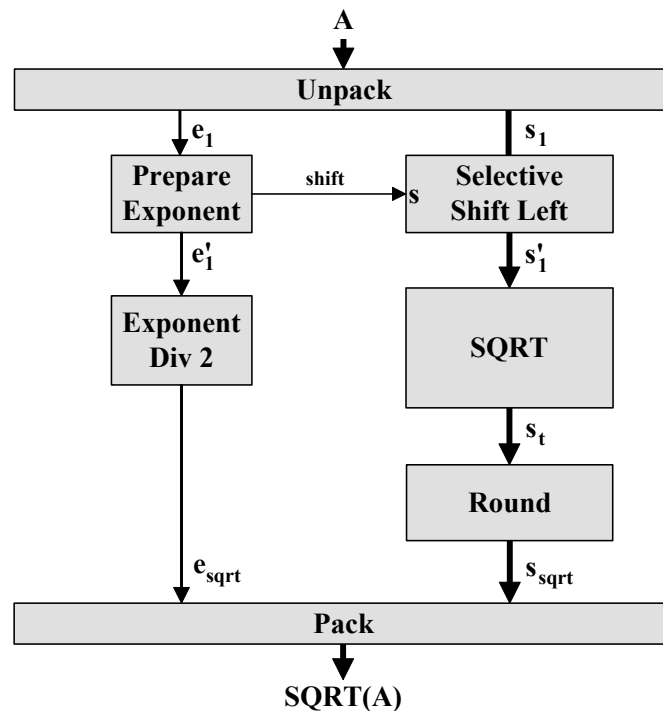 A
Unpack
e1
s1
Prepare
Exponent
shift
s
Selective
Shift Left
e'1
s'1
Exponent
Div 2
SQRT
st
Round
esqrt
ssqrt
Pack
SQRT(A)